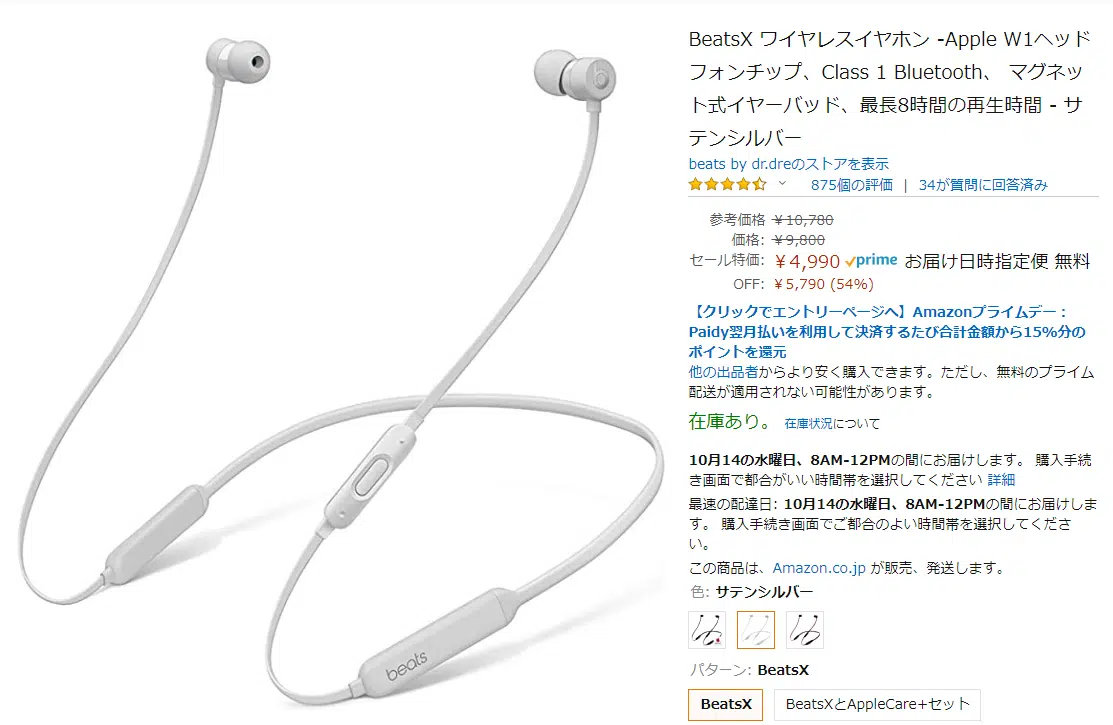 BeatsX ワイヤレスイヤホン -Apple W1ヘッド
フォンチップ、Class 1 Bluetooth、 マグネッ
ト式イヤーバッド、最長8時間の再生時間 - サ
テンシルバー
beats by dr.dreのストアを表示
875個の評価 | 34が質問に回答済み
参考価格 ￥10,780
価格: ￥9,800
セール特価: ￥4,990 prime お届け日時指定便 無料
OFF: ￥5,790 (54%)
【クリックでエントリーページへ】Amazonプライムデー：
Paidy翌月払いを利用して決済するたび合計金額から15%分の
ポイントを還元
他の出品者からより安く購入できます。ただし、無料のプライム
配送が適用されない可能性があります。
在庫あり。 在庫状況について
10月14の水曜日、8AM-12PMの間にお届けします。 購入手続
き画面で都合がいい時間帯を選択してください 詳細
最速の配達日: 10月14の水曜日、8AM-12PMの間にお届けしま
す。 購入手続き画面でご都合のよい時間帯を選択してくださ
い。
この商品は、Amazon.co.jp が販売、発送します。
色: サテンシルバー
パターン: BeatsX
BeatsX BeatsXとAppleCare+セット
beats